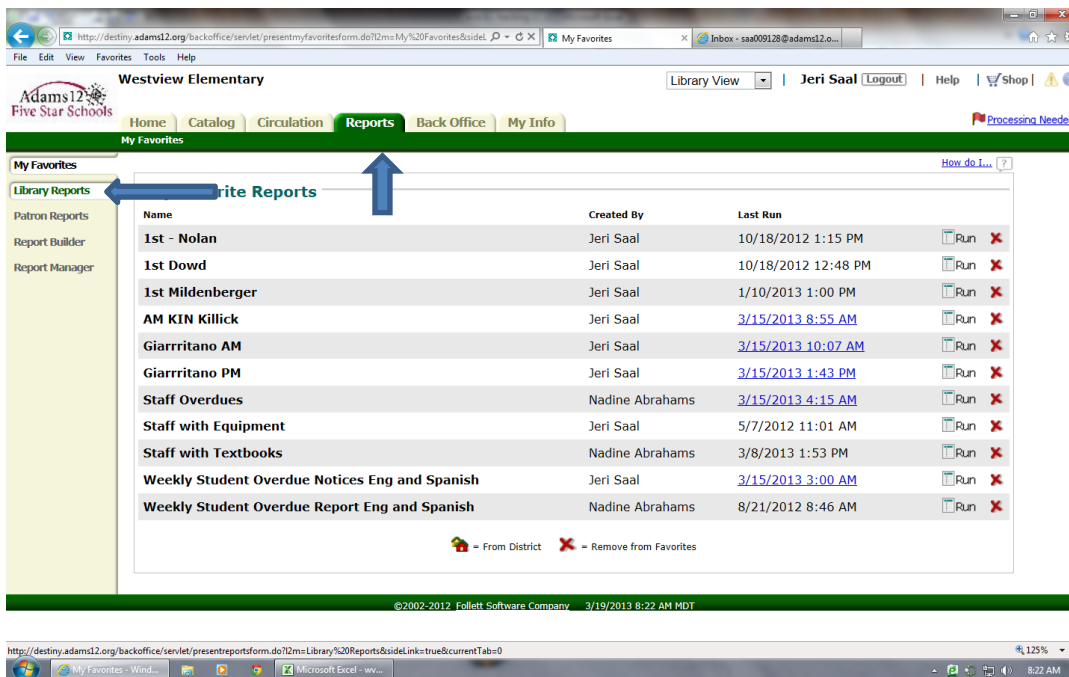 http://destiny.adams12.org/backoffice/servlet/presentmyfavoritesform.do?l2m=My%20Favorites&sideL
My Favorites
Inbox - saa009128@adams12.o...
File Edit View Favorites Tools Help
Adams12
Five Star Schools
Westview Elementary
Library View | Jeri Saal Logout | Help | Shop |
Home Catalog Circulation Reports Back Office My Info
Processing Neede
My Favorites
My Favorites
How do I... ?
Library Reports
rite Reports
Patron Reports
Report Builder
Report Manager
Name Created By Last Run
1st - Nolan Jeri Saal 10/18/2012 1:15 PM Run
1st Dowd Jeri Saal 10/18/2012 12:48 PM Run
1st Mildenberger Jeri Saal 1/10/2013 1:00 PM Run
AM KIN Killick Jeri Saal 3/15/2013 8:55 AM Run
Giarrritano AM Jeri Saal 3/15/2013 10:07 AM Run
Giarrritano PM Jeri Saal 3/15/2013 1:43 PM Run
Staff Overdues Nadine Abrahams 3/15/2013 4:15 AM Run
Staff with Equipment Jeri Saal 5/7/2012 11:01 AM Run
Staff with Textbooks Nadine Abrahams 3/8/2013 1:53 PM Run
Weekly Student Overdue Notices Eng and Spanish Jeri Saal 3/15/2013 3:00 AM Run
Weekly Student Overdue Report Eng and Spanish Nadine Abrahams 8/21/2012 8:46 AM Run
= From District = Remove from Favorites
©2002-2012 Follett Software Company 3/19/2013 8:22 AM MDT
http://destiny.adams12.org/backoffice/servlet/presentreportsform.do?l2m=Library%20Reports&sideLink=true&currentTab=0
125%
My Favorites - Wind...
Microsoft Excel - wv...
8:22 AM